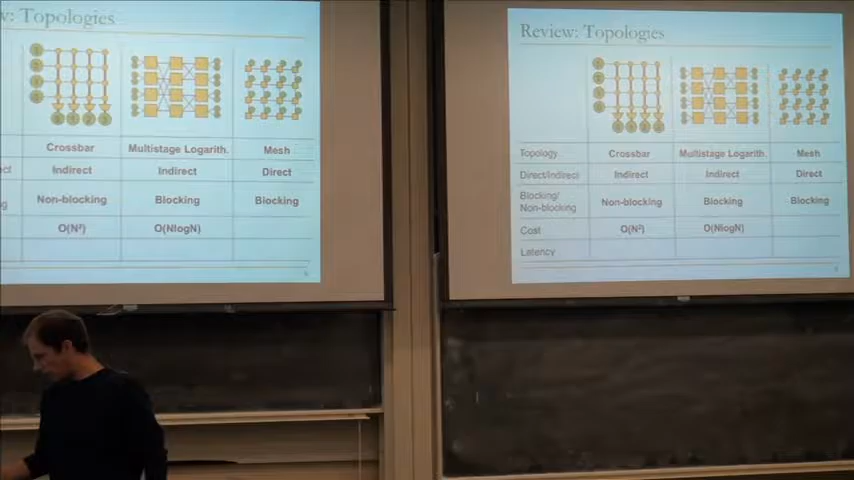 w: Topologies
Crossbar Multistage Logarith. Mesh
Indirect Indirect Direct
Non-blocking Blocking Blocking
O(N²) O(NlogN)
Review: Topologies
Topology Crossbar Multistage Logarith. Mesh
Direct/Indirect Indirect Indirect Direct
Blocking/
Non-blocking Non-blocking Blocking Blocking
Cost O(N²) O(NlogN)
Latency